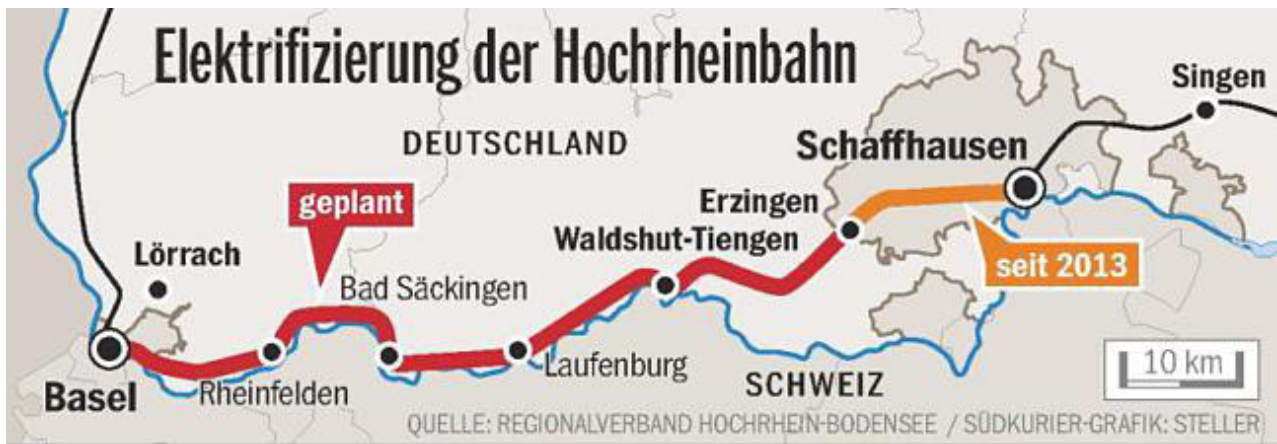 Elektrifizierung der Hochrheinbahn
Singen
DEUTSCHLAND
Schaffhausen
geplant
Erzingen
Lörrach
Waldshut-Tiengen
seit 2013
Bad Säckingen
Basel
Rheinfelden
Laufenburg
SCHWEIZ
10 km
QUELLE: REGIONALVERBAND HOCHRHEIN-BODENSEE / SÜDKURIER-GRAFIK: STELLER